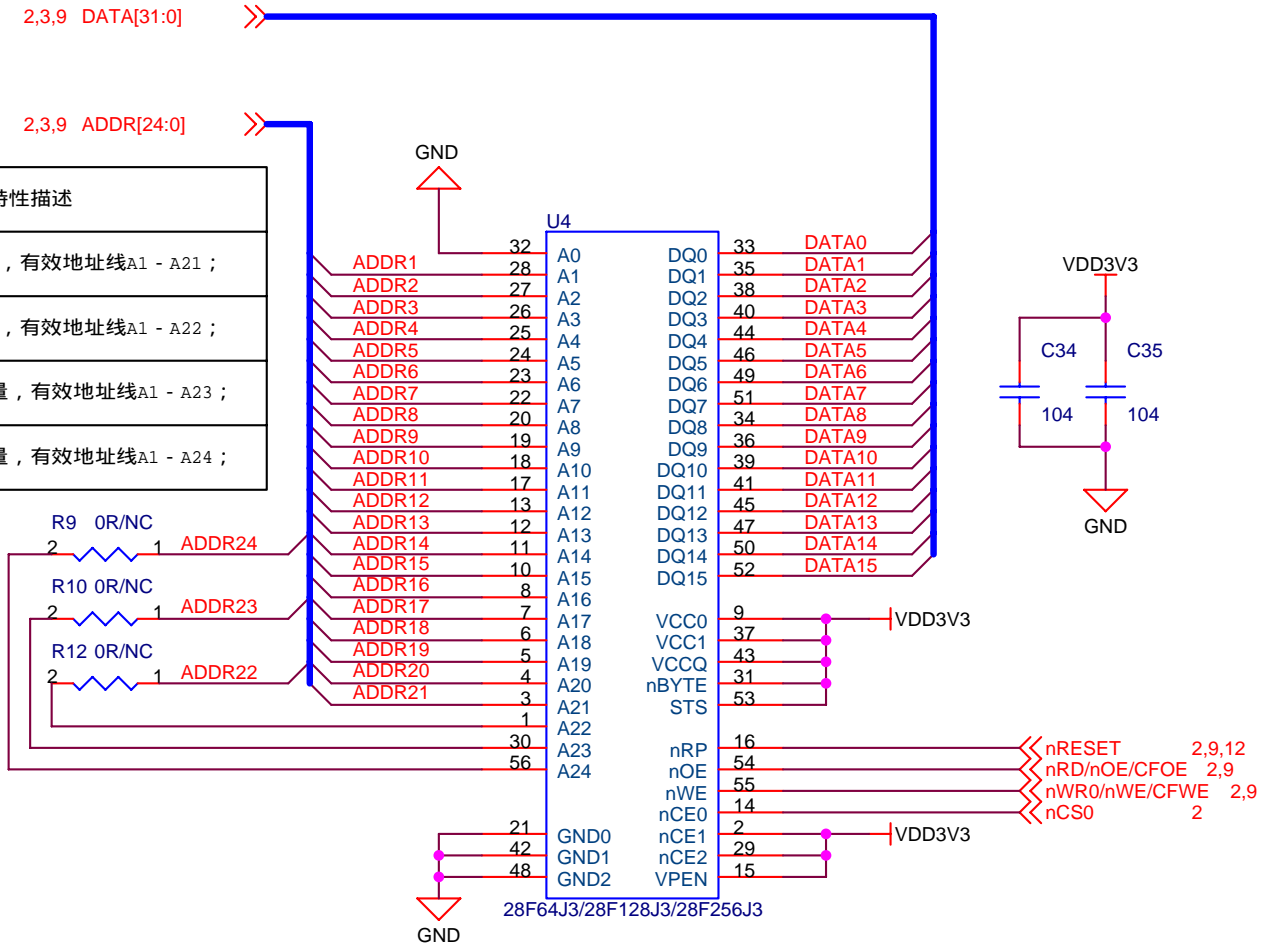 2,3,9 DATA[31:0]
2,3,9 ADDR[24:0]
GND
特性描述
，有效地址线A1 - A21；
，有效地址线A1 - A22；
量，有效地址线A1 - A23；
量，有效地址线A1 - A24；
U4
32 A0 DQ0 33 DATA0
ADDR1 28 A1 DQ1 35 DATA1
ADDR2 27 A2 DQ2 38 DATA2
ADDR3 26 A3 DQ3 40 DATA3
ADDR4 25 A4 DQ4 44 DATA4
ADDR5 24 A5 DQ5 46 DATA5
ADDR6 23 A6 DQ6 49 DATA6
ADDR7 22 A7 DQ7 51 DATA7
ADDR8 20 A8 DQ8 34 DATA8
ADDR9 19 A9 DQ9 36 DATA9
ADDR10 18 A10 DQ10 39 DATA10
ADDR11 17 A11 DQ11 41 DATA11
ADDR12 13 A12 DQ12 45 DATA12
ADDR13 12 A13 DQ13 47 DATA13
ADDR14 11 A14 DQ14 50 DATA14
ADDR15 10 A15 DQ15 52 DATA15
ADDR16 8 A16
ADDR17 7 A17 VCC0 9 VDD3V3
ADDR18 6 A18 VCC1 37
ADDR19 5 A19 VCCQ 43
ADDR20 4 A20 nBYTE 31
ADDR21 3 A21 STS 53
1 A22
30 A23 nRP 16 nRESET 2,9,12
56 A24 nOE 54 nRD/nOE/CFOE 2,9
nWE 55 nWR0/nWE/CFWE 2,9
nCE0 14 nCS0 2
21 GND0 nCE1 2 VDD3V3
42 GND1 nCE2 29
48 GND2 VPEN 15
28F64J3/28F128J3/28F256J3
GND
R9 0R/NC
2 1 ADDR24
R10 0R/NC
2 1 ADDR23
R12 0R/NC
2 1 ADDR22
VDD3V3
C34 C35
104 104
GND